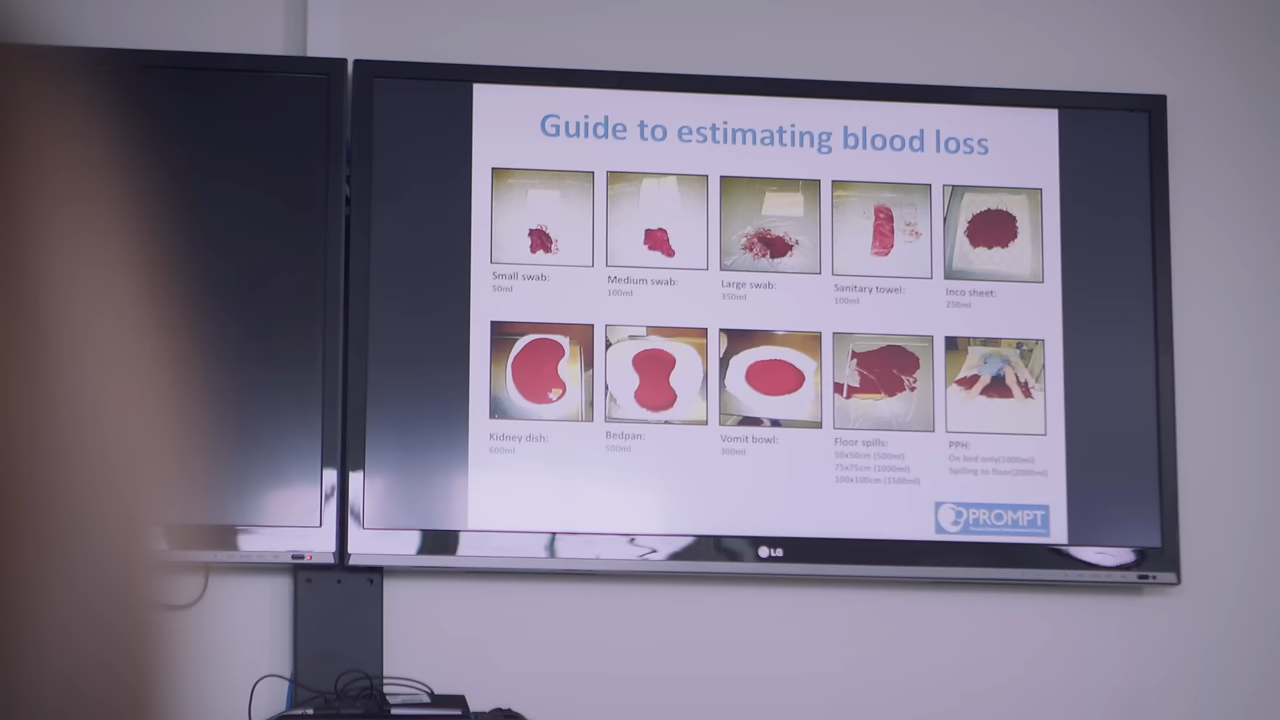 Guide to estimating blood loss
Small swab:
50ml
Medium swab:
100ml
Large swab:
350ml
Sanitary towel:
100ml
Inco sheet:
250ml
Kidney dish:
600ml
Bedpan:
500ml
Vomit bowl:
300ml
Floor spills:
50x50cm (500ml)
75x75cm (1000ml)
100x100cm (1500ml)
PPH:
On bed only(1000ml)
Spilling to floor(2000ml)
PROMPT
LG